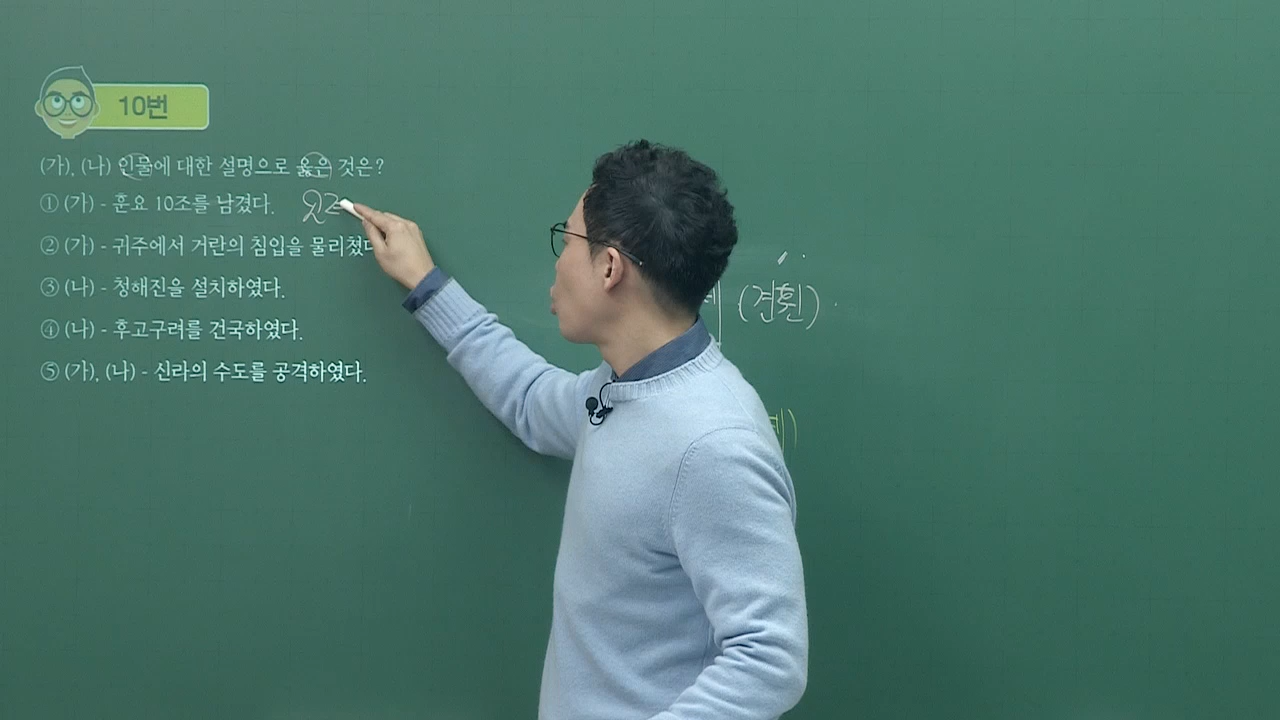 10번
(가), (나) 인물에 대한 설명으로 옳은 것은?
① (가) - 훈요 10조를 남겼다.
② (가) - 귀주에서 거란의 침입을 물리쳤다
③ (나) - 청해진을 설치하였다.
④ (나) - 후고구려를 건국하였다.
⑤ (가), (나) - 신라의 수도를 공격하였다.
(견훤)